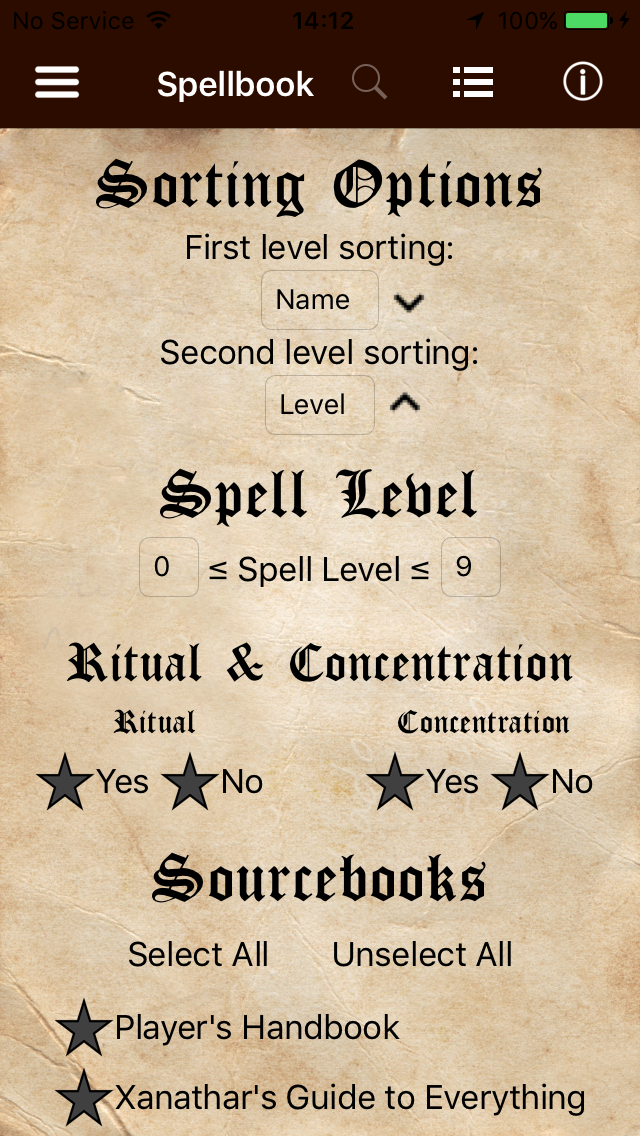 No Service 14:12 100%
Spellbook
Sorting Options
First level sorting:
Name
Second level sorting:
Level
Spell Level
0 ≤ Spell Level ≤ 9
Ritual & Concentration
Ritual Concentration
Yes No Yes No
Sourcebooks
Select All Unselect All
Player's Handbook
Xanathar's Guide to Everything